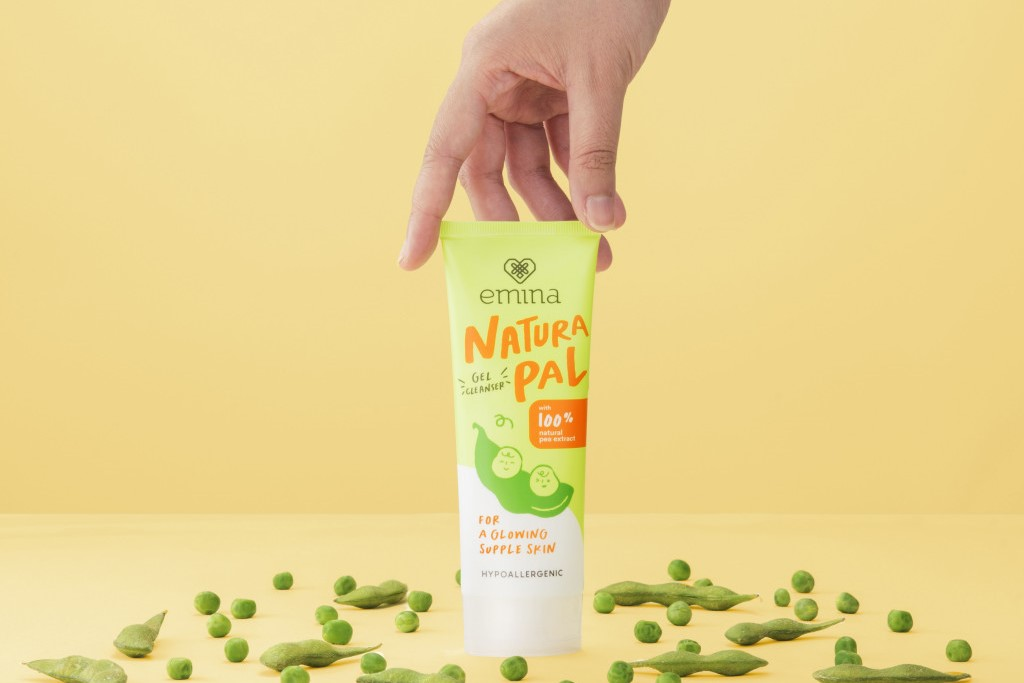 emina
NATURA
PAL
GEL
CLEANSER
with
100%
natural
pea extract
FOR
A GLOWING
SUPPLE SKIN
HYPOALLERGENIC